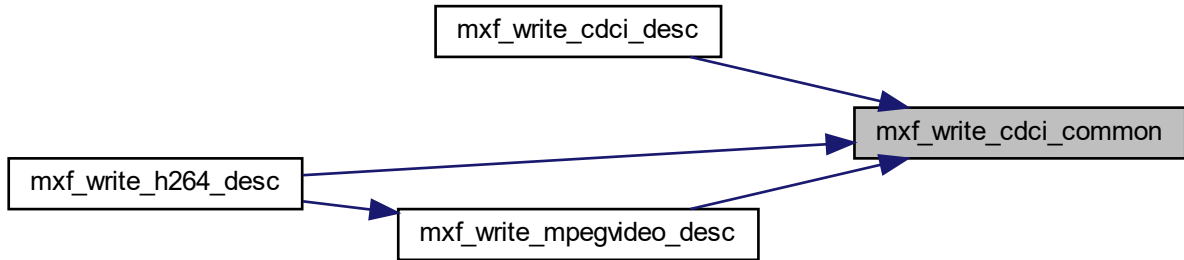 mxf_write_cdci_desc
mxf_write_cdci_common
mxf_write_h264_desc
mxf_write_mpegvideo_desc